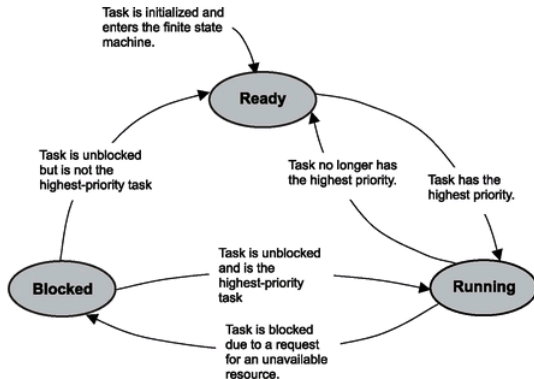 Task is initialized and
enters the finite state
machine.
Ready
Task is unblocked
but is not the
highest-priority task
Task no longer has
the highest priority.
Task has the
highest priority.
Task is unblocked
and is the
highest-priority
task
Blocked
Running
Task is blocked
due to a request
for an unavailable
resource.